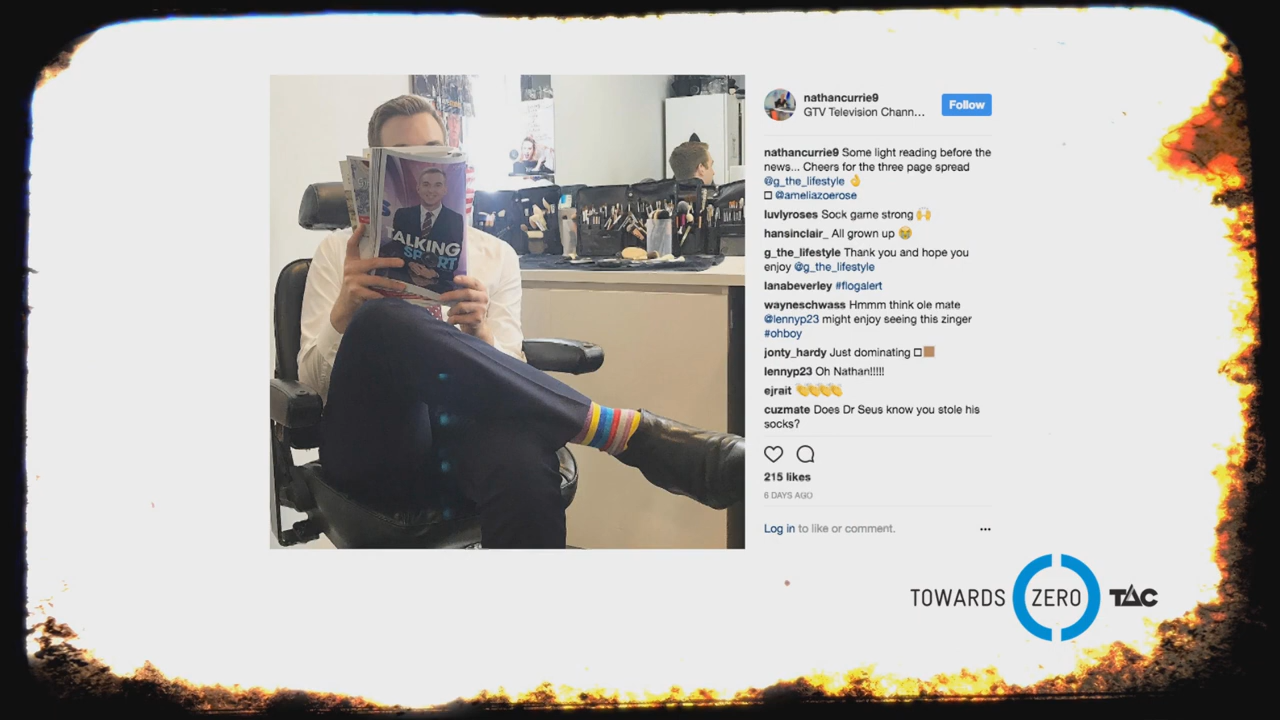 TALKING
SPORT
nathancurrie9
GTV Television Chann...
Follow
nathancurrie9 Some light reading before the
news... Cheers for the three page spread
@g_the_lifestyle 👌
□ @ameliazoerose
luvlyroses Sock game strong 🙌
hansinclair_ All grown up 😭
g_the_lifestyle Thank you and hope you
enjoy @g_the_lifestyle
lanabeverley #flogalert
wayneschwass Hmmm think ole mate
@lennyp23 might enjoy seeing this zinger
#ohboy
jonty_hardy Just dominating □🏽
lennyp23 Oh Nathan!!!!!
ejrait 👏👏👏👏
cuzmate Does Dr Seus know you stole his
socks?
215 likes
6 DAYS AGO
Log in to like or comment.
...
TOWARDS ZERO TAC